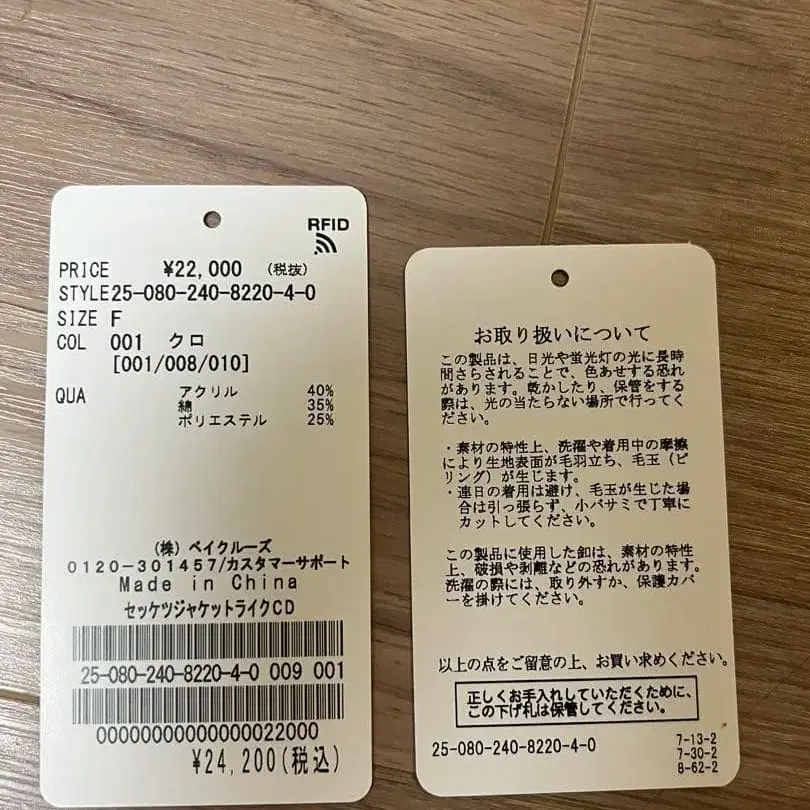 RFID
PRICE ¥22,000 (税抜)
STYLE25-080-240-8220-4-0
SIZE F
COL 001 クロ
[001/008/010]
QUA アクリル 40%
綿 35%
ポリエステル 25%
(株) ベイクルーズ
0120-301457/カスタマーサポート
Made in China
セッケツジャケットライクCD
25-080-240-8220-4-0 009 001
00000000000000022000
¥24,200(税込)
お取り扱いについて
この製品は、日光や蛍光灯の光に長時
間さらされることで、色あせする恐れ
があります。乾かしたり、保管をする
際は、光の当たらない場所で行ってく
ださい。
・素材の特性上、洗濯や着用中の摩擦
により生地表面が毛羽立ち、毛玉（ピ
リング）が生じます。
・連日の着用は避け、毛玉が生じた場
合は引っ張らず、小バサミで丁寧に
カットしてください。
この製品に使用した釦は、素材の特性
上、破損や剥離などの恐れがあります。
洗濯の際には、取り外すか、保護カバ
ーを掛けてください。
以上の点をご留意の上、お買い求めください。
正しくお手入れしていただくために、
この下げ札は保管してください。
25-080-240-8220-4-0
7-13-2
7-30-2
8-62-2